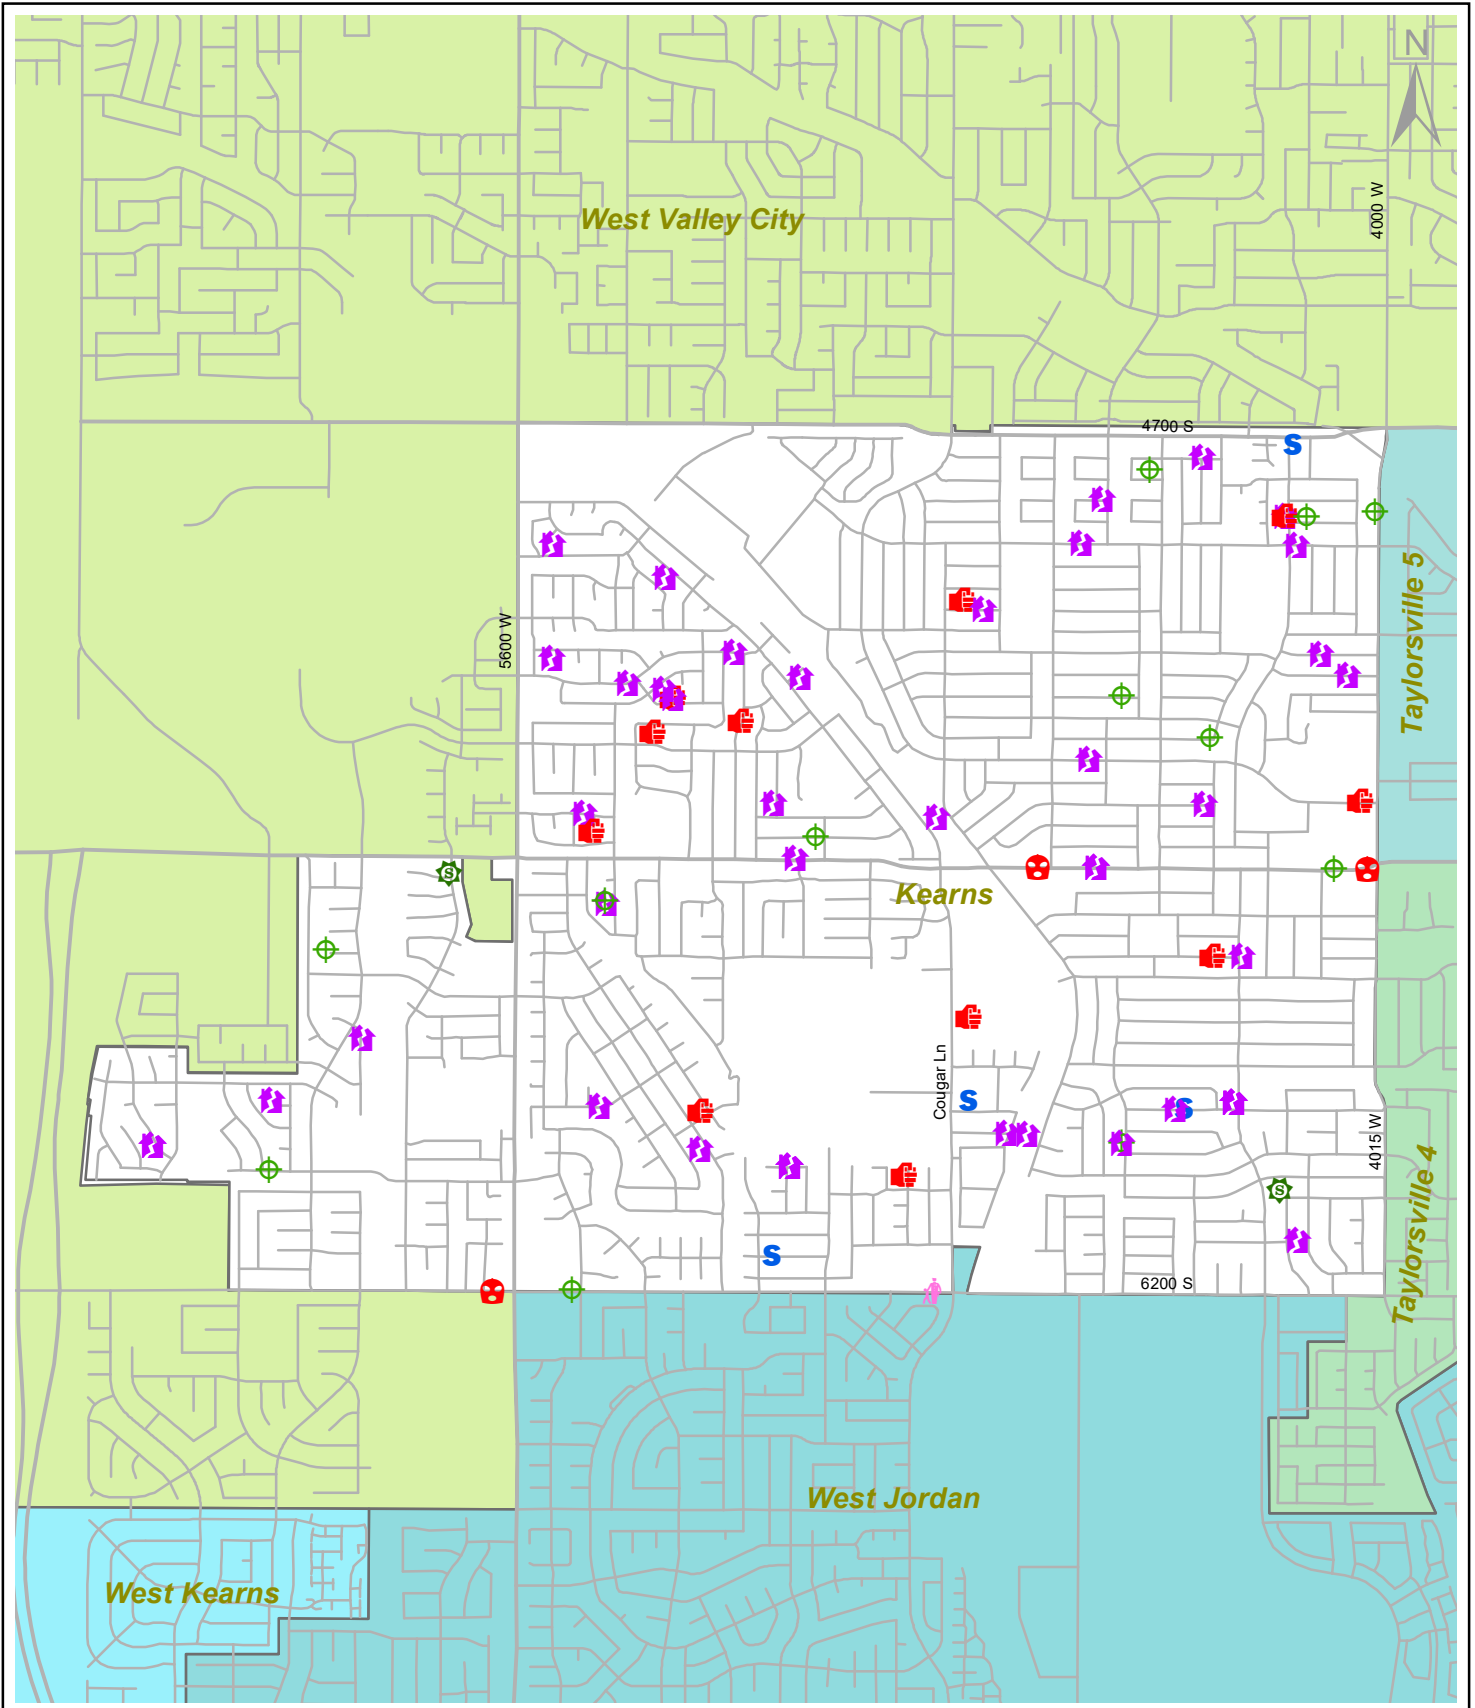 N
4000 W
West Valley City
4700 S
S
Taylorsville 5
5600 W
S
Kearns
Cougar Ln
S
S
4015 W
Taylorsville 4
S
S
6200 S
West Jordan
West Kearns